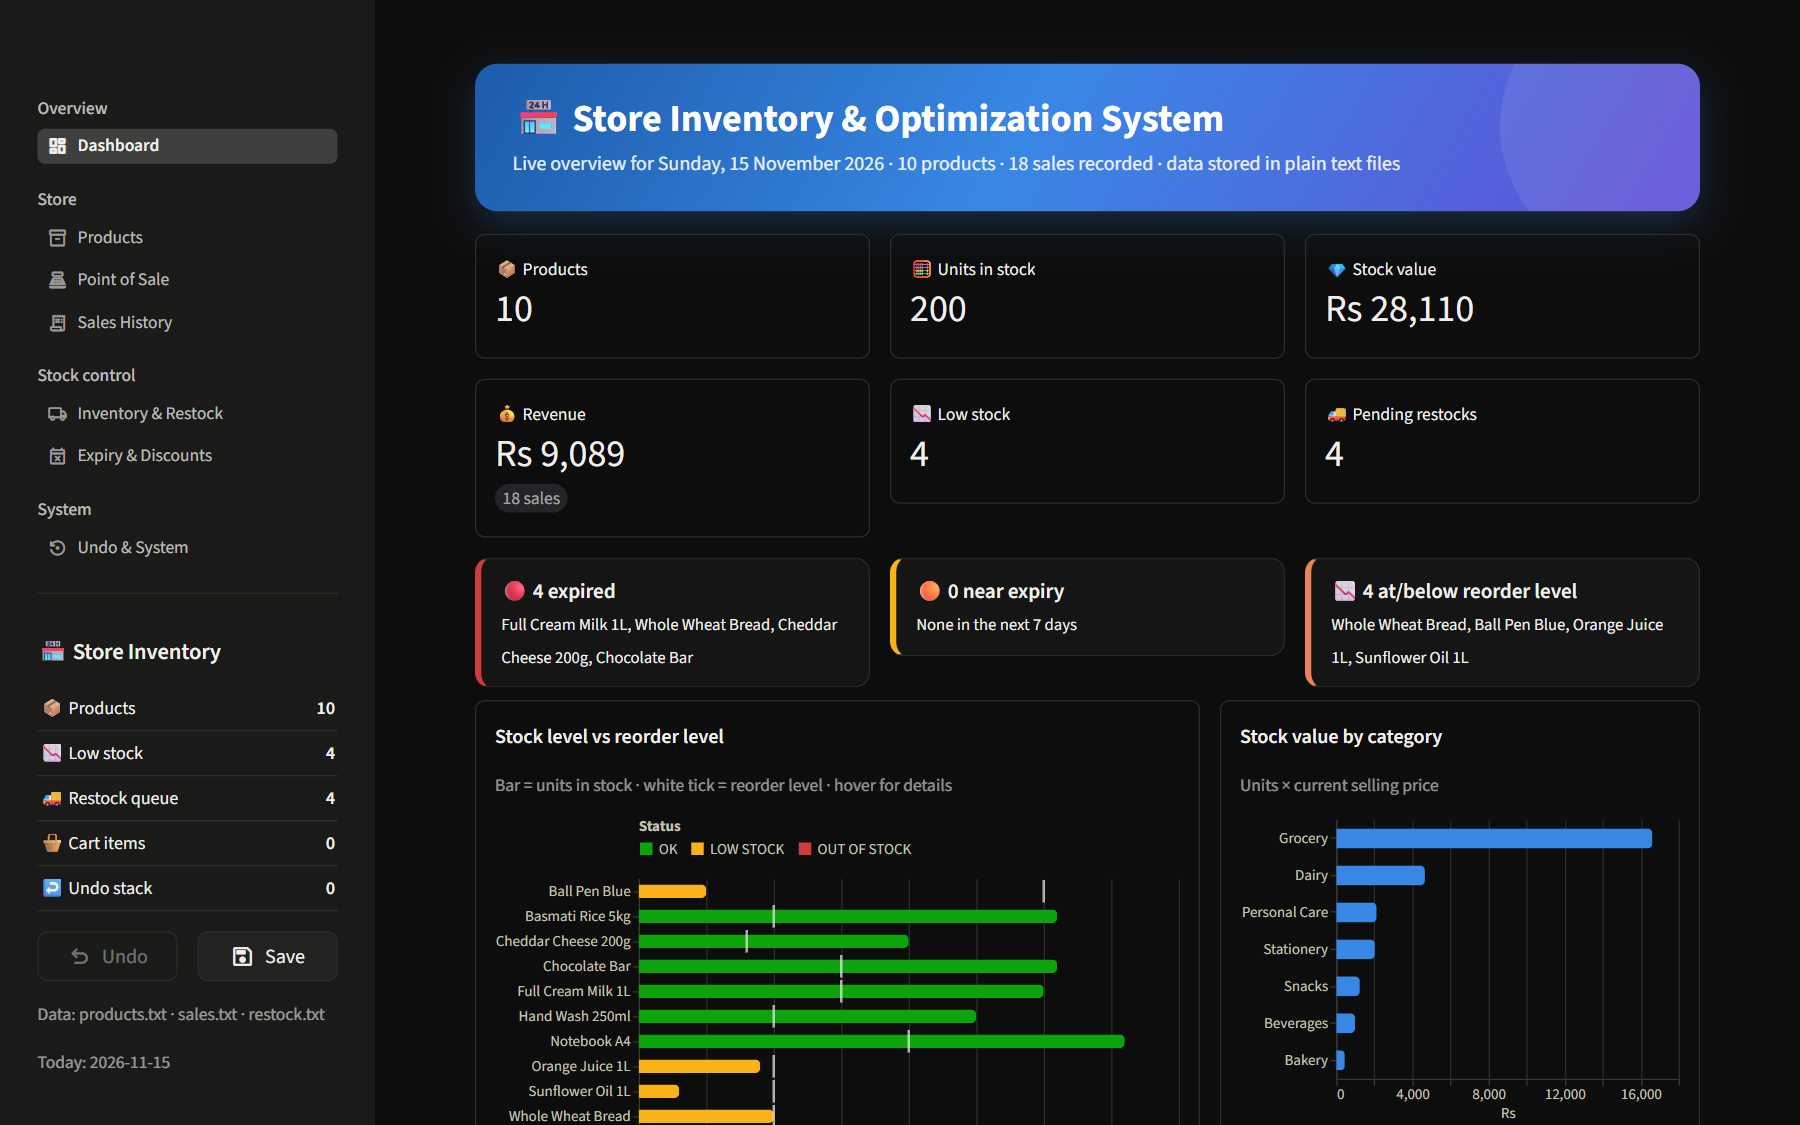 Overview
Dashboard
Store
Products
Point of Sale
Sales History
Stock control
Inventory & Restock
Expiry & Discounts
System
Undo & System
Store Inventory
Products 10
Low stock 4
Restock queue 4
Cart items 0
Undo stack 0
Undo
Save
Data: products.txt · sales.txt · restock.txt
Today: 2026-11-15
24H
Store Inventory & Optimization System
Live overview for Sunday, 15 November 2026 · 10 products · 18 sales recorded · data stored in plain text files
Products
10
Units in stock
200
Stock value
Rs 28,110
Revenue
Rs 9,089
18 sales
Low stock
4
Pending restocks
4
4 expired
Full Cream Milk 1L, Whole Wheat Bread, Cheddar
Cheese 200g, Chocolate Bar
0 near expiry
None in the next 7 days
4 at/below reorder level
Whole Wheat Bread, Ball Pen Blue, Orange Juice
1L, Sunflower Oil 1L
Stock level vs reorder level
Bar = units in stock · white tick = reorder level · hover for details
Status
OK LOW STOCK OUT OF STOCK
Ball Pen Blue
Basmati Rice 5kg
Cheddar Cheese 200g
Chocolate Bar
Full Cream Milk 1L
Hand Wash 250ml
Notebook A4
Orange Juice 1L
Sunflower Oil 1L
Whole Wheat Bread
Stock value by category
Units × current selling price
Grocery
Dairy
Personal Care
Stationery
Snacks
Beverages
Bakery
0 4,000 8,000 12,000 16,000
Rs